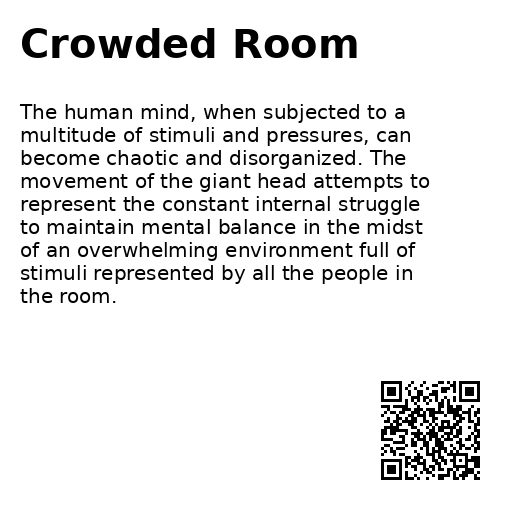 Crowded Room
The human mind, when subjected to a
multitude of stimuli and pressures, can
become chaotic and disorganized. The
movement of the giant head attempts to
represent the constant internal struggle
to maintain mental balance in the midst
of an overwhelming environment full of
stimuli represented by all the people in
the room.